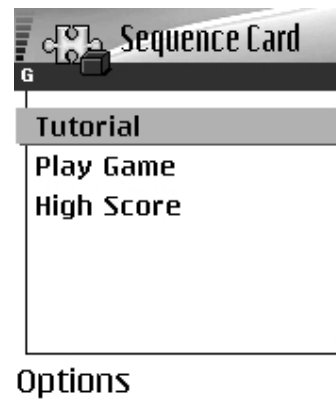 Sequence Card
G
Tutorial
Play Game
High Score
Options